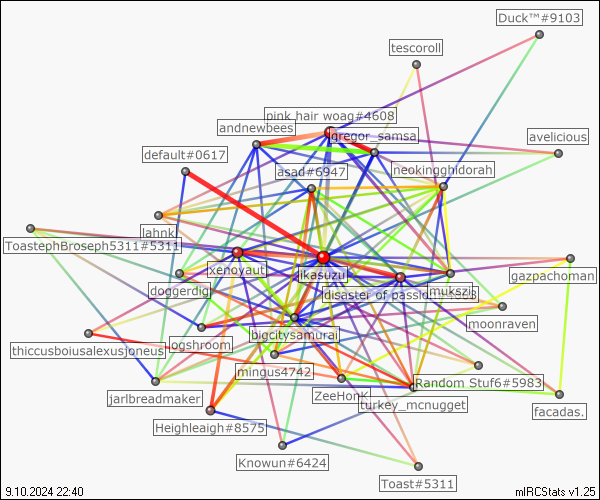 Duck™#9103
tescoroll
pink hair woag#4608
andnewbees
gregor_samsa
avelicious
default#0617
asad#6947
neokingghidorah
lahnk
ToastephBroseph5311#5311
xenoyaut
ikasuzu
gazpachoman
doggerdig
disaster of passion
mukszli
moonraven
ogshroom
bigcitysamurai
thiccusboiusalexusjoneus
mingus4742
Random Stuf6#5983
jarlbreadmaker
ZeeHonk
turkey_mcnugget
facadas.
Heighleaigh#8575
Knowun#6424
Toast#5311
9.10.2024 22:40
mIRCStats v1.25